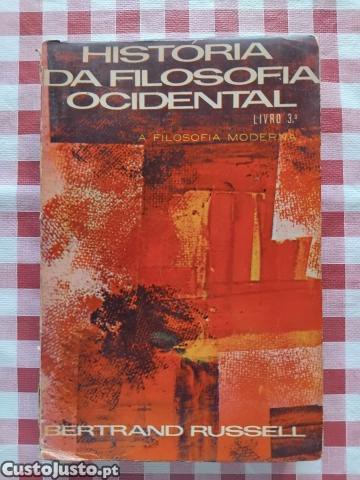 HISTÓRIA
DA FILOSOFIA
OCIDENTAL
LIVRO 3.º
A FILOSOFIA MODERNA
BERTRAND RUSSELL
CustoJusto.pt